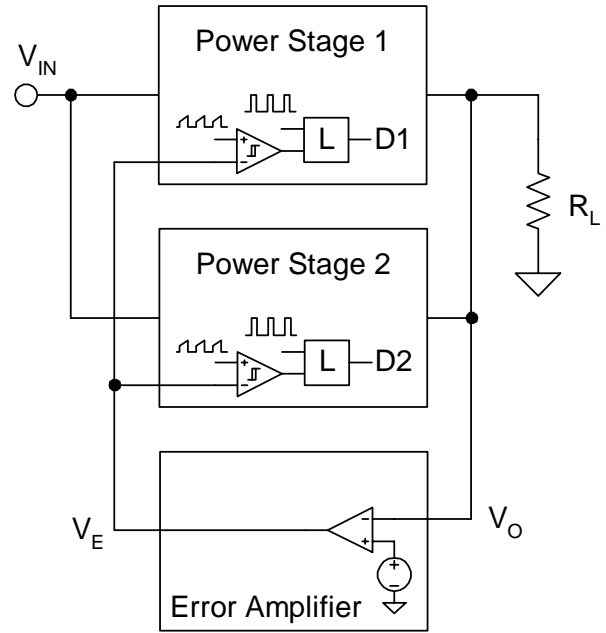 Power Stage 1
V_IN
+
-
L
D1
R_L
Power Stage 2
+
-
L
D2
V_E
-
+
V_O
+
-
Error Amplifier